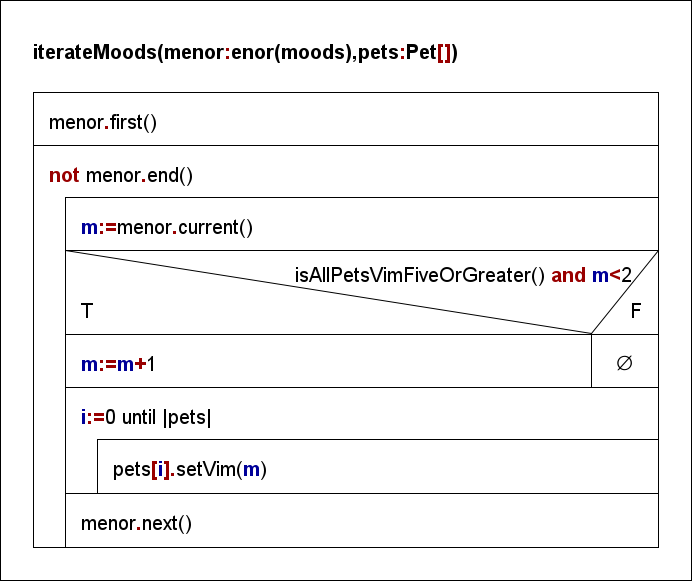 iterateMoods(menor:enor(moods),pets:Pet[])
menor.first()
not menor.end()
m:=menor.current()
isAllPetsVimFiveOrGreater() and m<2
T
F
m:=m+1
∅
i:=0 until |pets|
pets[i].setVim(m)
menor.next()